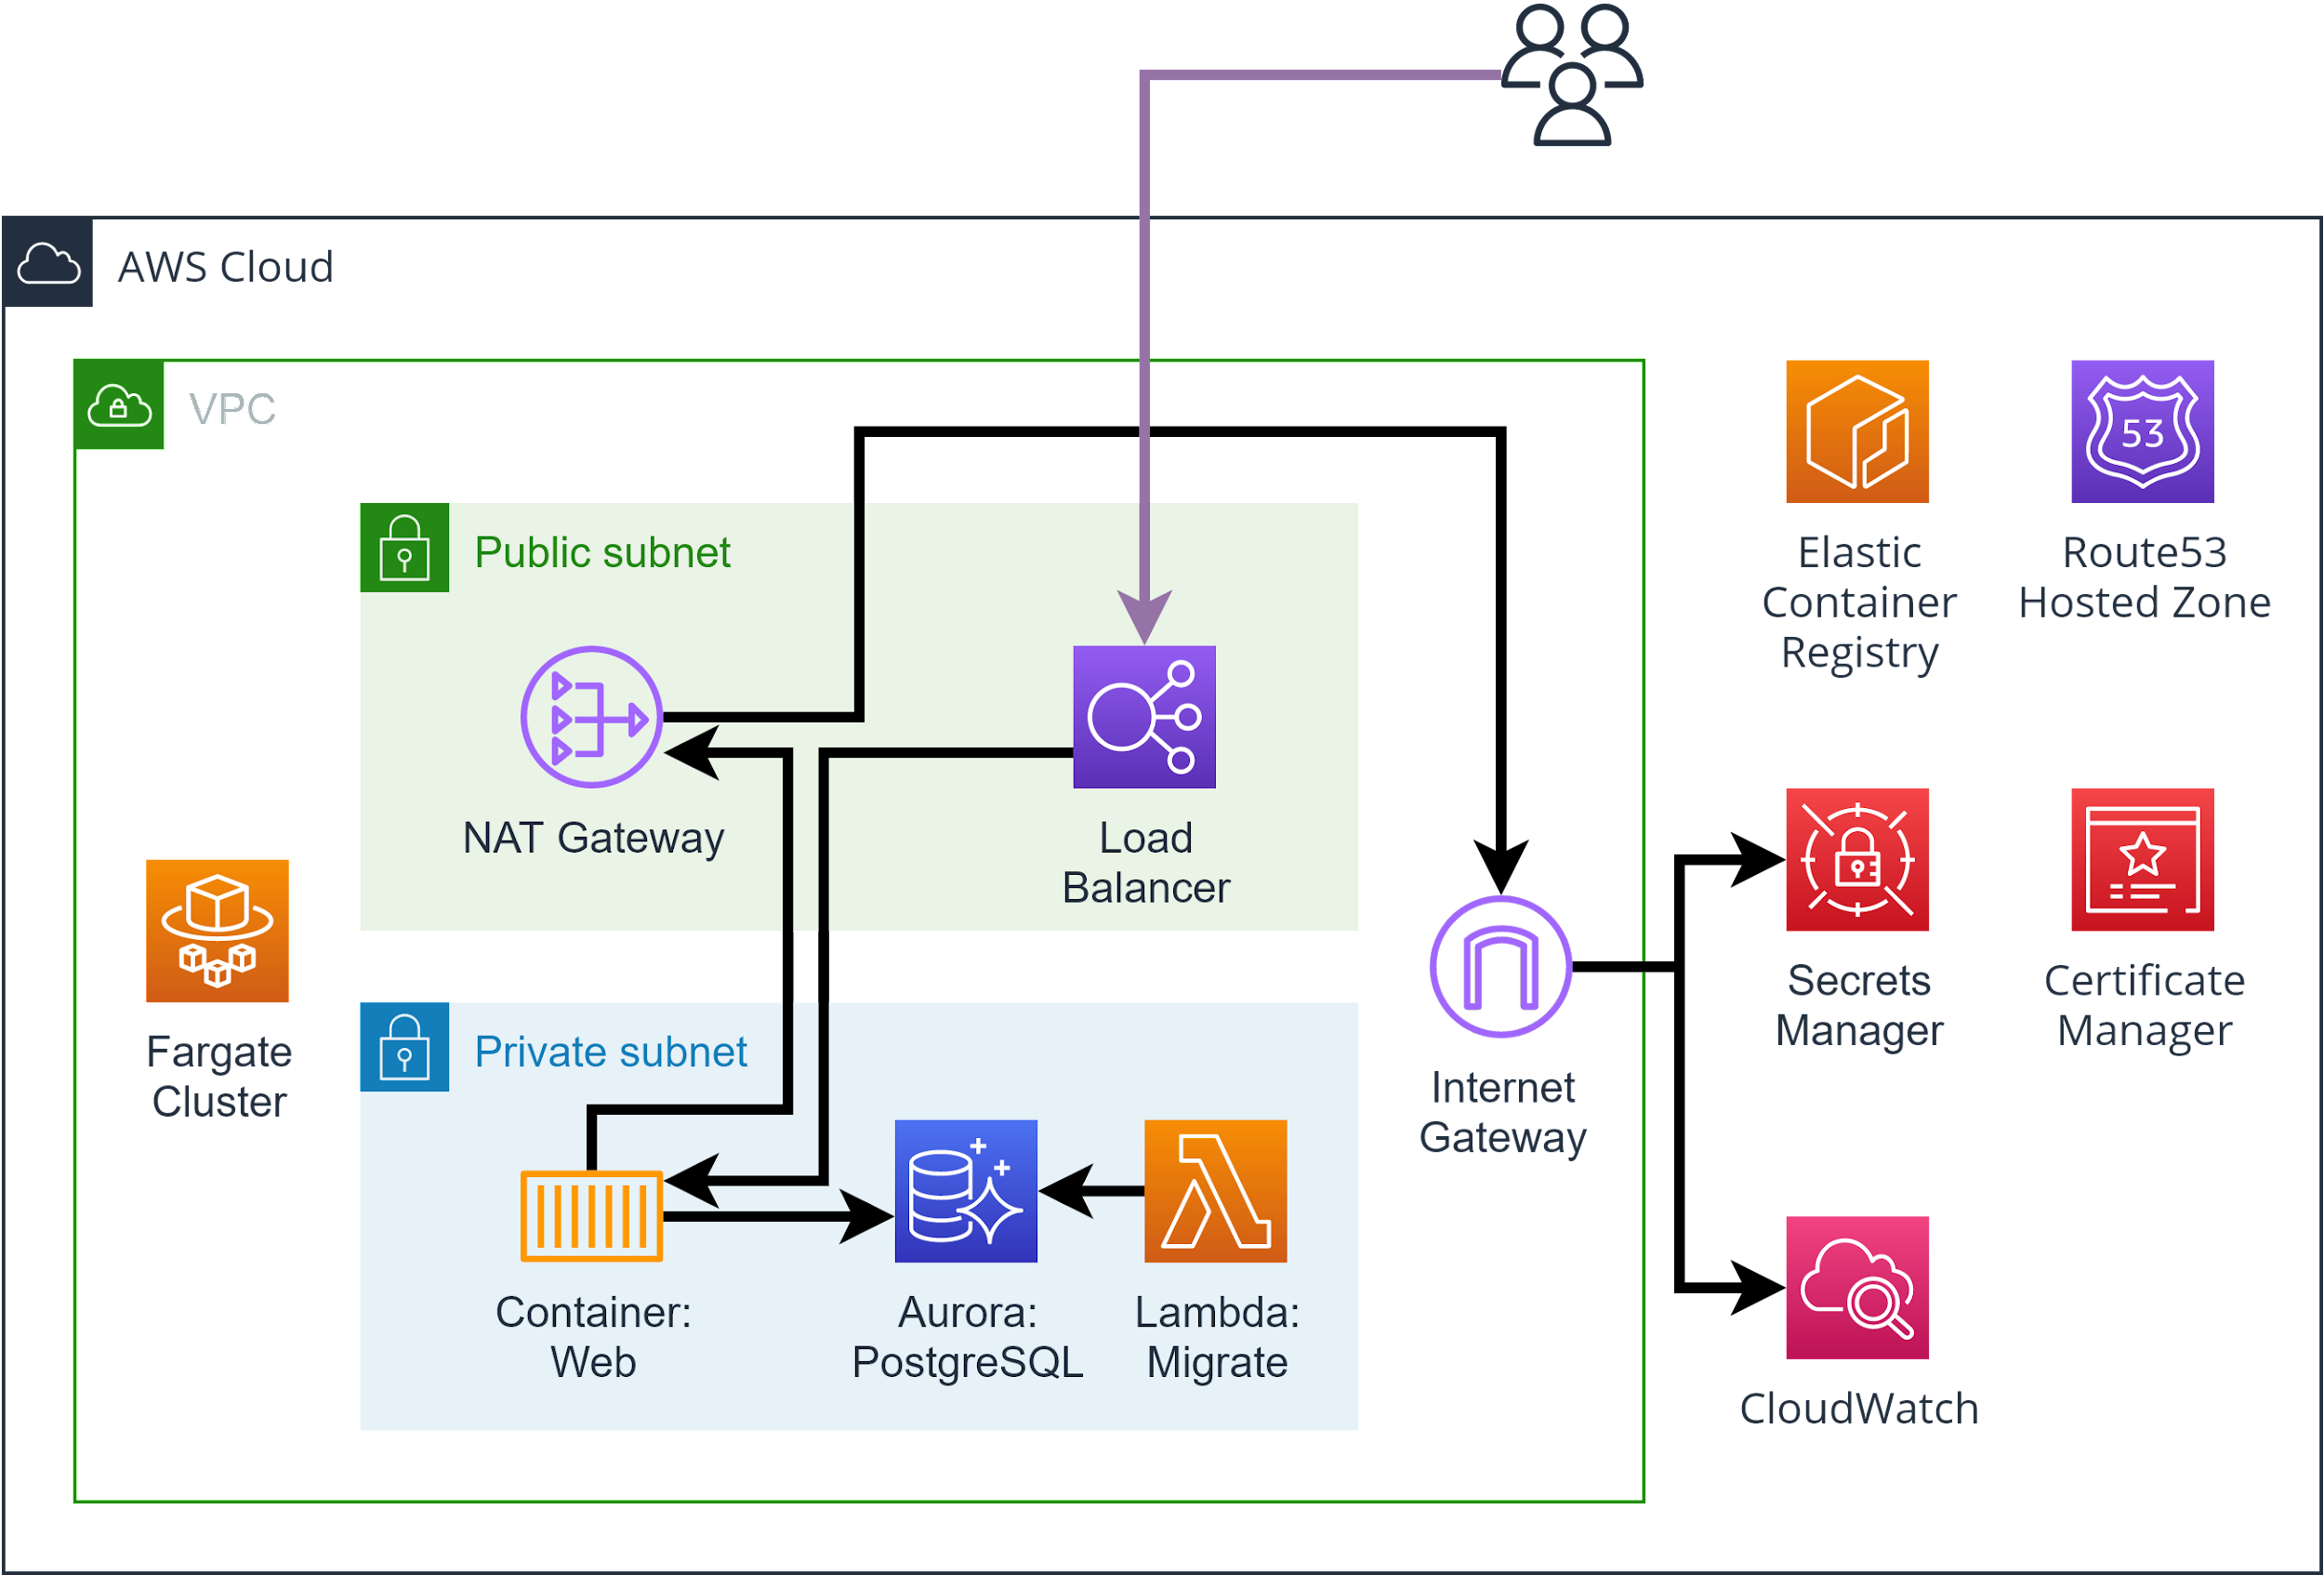 AWS Cloud
VPC
Public subnet
NAT Gateway
Load
Balancer
Fargate
Cluster
Private subnet
Container:
Web
Aurora:
PostgreSQL
Lambda:
Migrate
Internet
Gateway
Elastic
Container
Registry
53
Route53
Hosted Zone
Secrets
Manager
Certificate
Manager
CloudWatch